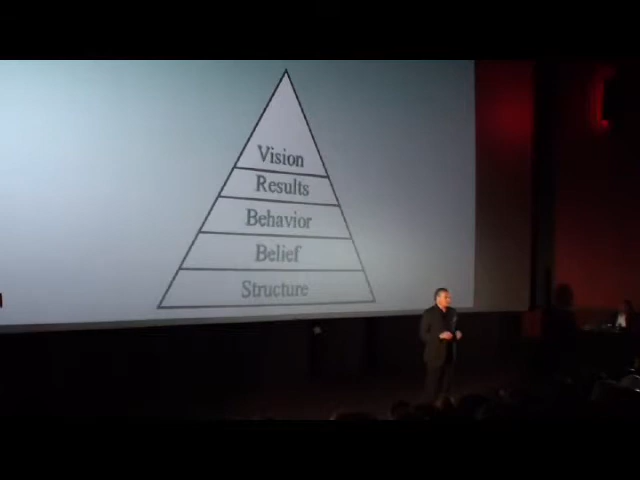 Vision
Results
Behavior
Belief
Structure